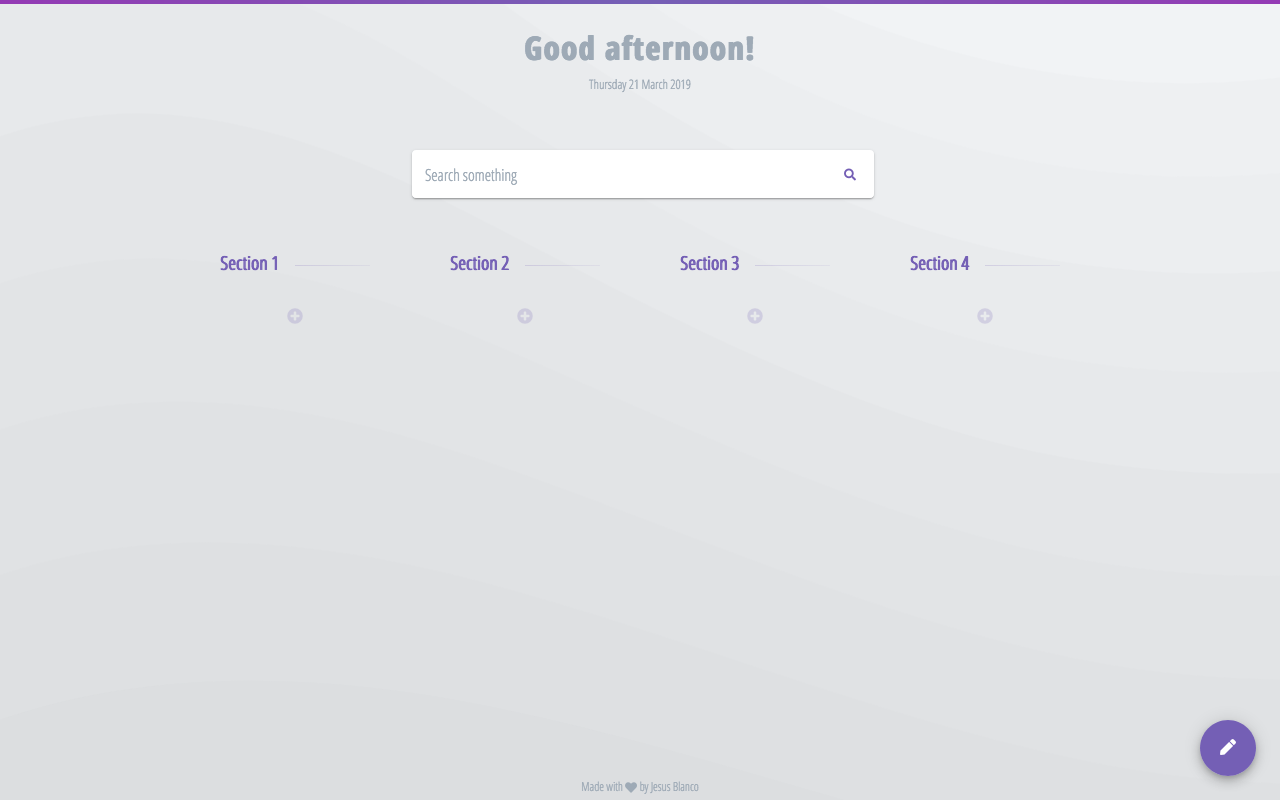 Good afternoon!
Thursday 21 March 2019
Search something
Section 1
Section 2
Section 3
Section 4
Made with by Jesus Blanco